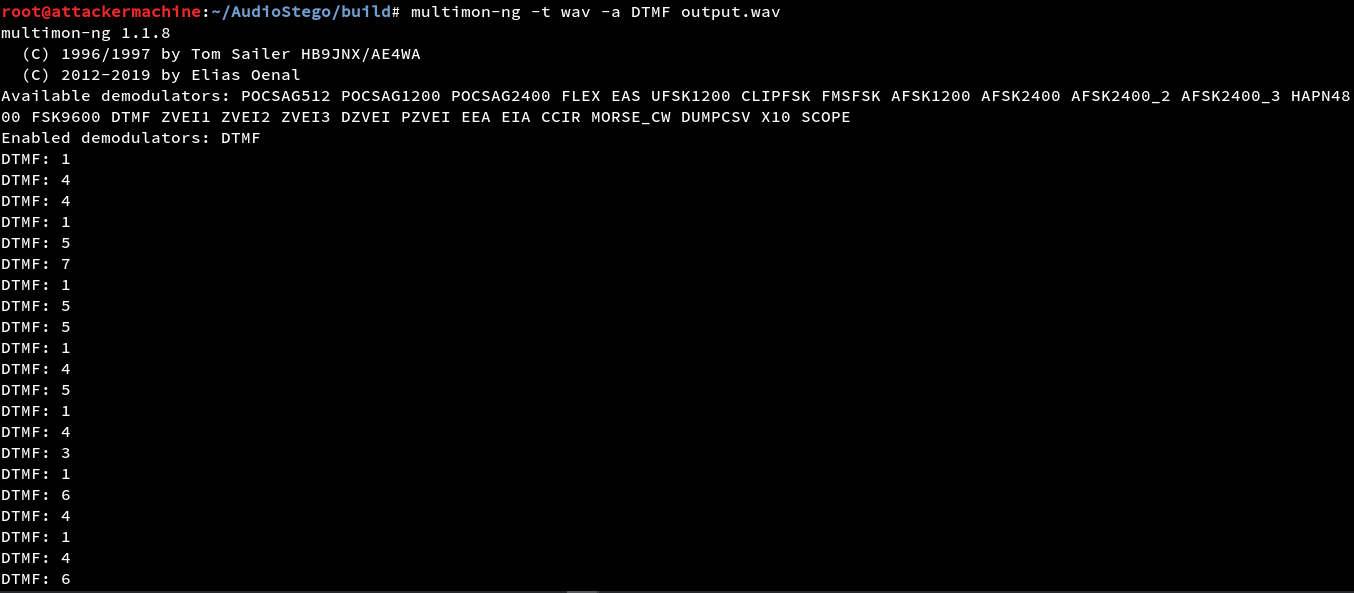 root@attackermachine:~/AudioStego/build# multimon-ng -t wav -a DTMF output.wav
multimon-ng 1.1.8
  (C) 1996/1997 by Tom Sailer HB9JNX/AE4WA
  (C) 2012-2019 by Elias Oenal
Available demodulators: POCSAG512 POCSAG1200 POCSAG2400 FLEX EAS UFSK1200 CLIPFSK FMSFSK AFSK1200 AFSK2400 AFSK2400_2 AFSK2400_3 HAPN48
00 FSK9600 DTMF ZVEI1 ZVEI2 ZVEI3 DZVEI PZVEI EEA EIA CCIR MORSE_CW DUMPCSV X10 SCOPE
Enabled demodulators: DTMF
DTMF: 1
DTMF: 4
DTMF: 4
DTMF: 1
DTMF: 5
DTMF: 7
DTMF: 1
DTMF: 5
DTMF: 5
DTMF: 1
DTMF: 4
DTMF: 5
DTMF: 1
DTMF: 4
DTMF: 3
DTMF: 1
DTMF: 6
DTMF: 4
DTMF: 1
DTMF: 4
DTMF: 6